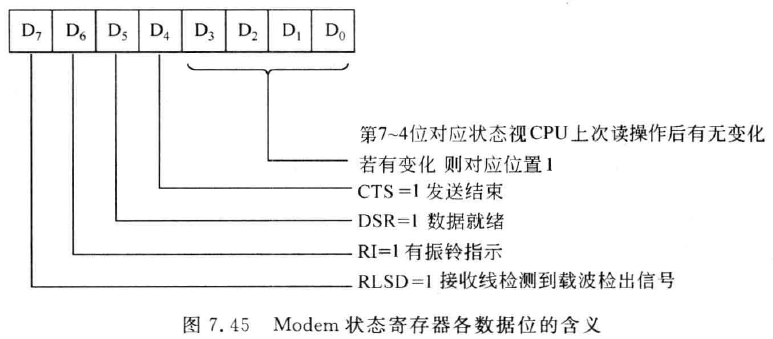 D₇ D₆ D₅ D₄ D₃ D₂ D₁ D₀
第7~4位对应状态视CPU上次读操作后有无变化
若有变化 则对应位置1
CTS=1 发送结束
DSR=1 数据就绪
RI=1 有振铃指示
RLSD=1 接收线检测到载波检出信号
图 7.45 Modem 状态寄存器各数据位的含义